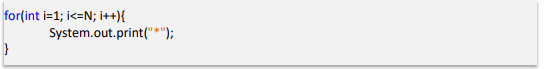 for(int i=1; i<=N; i++){
System.out.print("*");
}